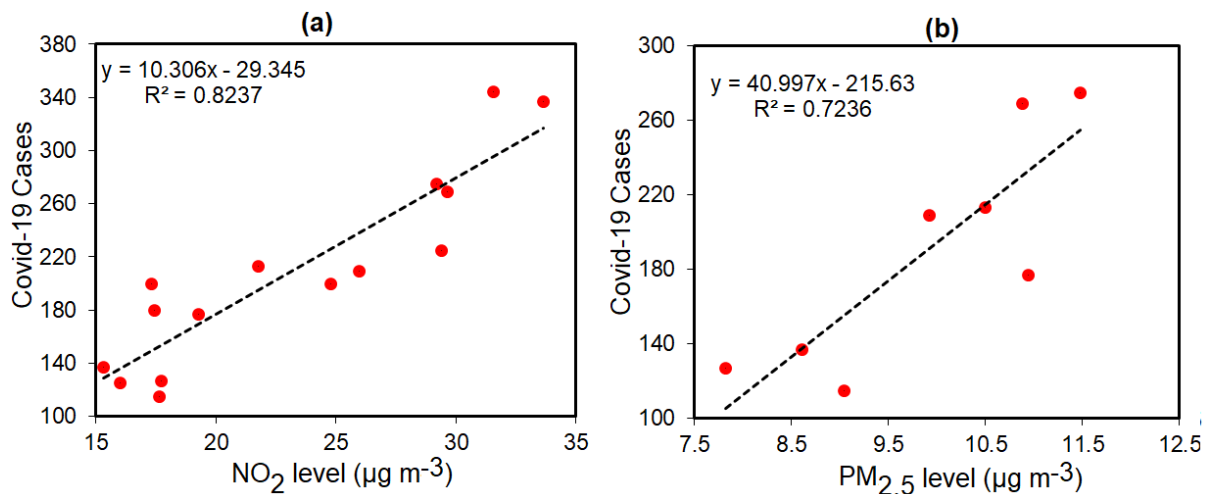 (a)
380
340
300
260
220
180
140
100
Covid-19 Cases
y = 10.306x - 29.345
R² = 0.8237
15 20 25 30 35
NO₂ level (µg m⁻³)
(b)
300
260
220
180
140
100
Covid-19 Cases
y = 40.997x - 215.63
R² = 0.7236
7.5 8.5 9.5 10.5 11.5 12.5
PM₂.₅ level (µg m⁻³)